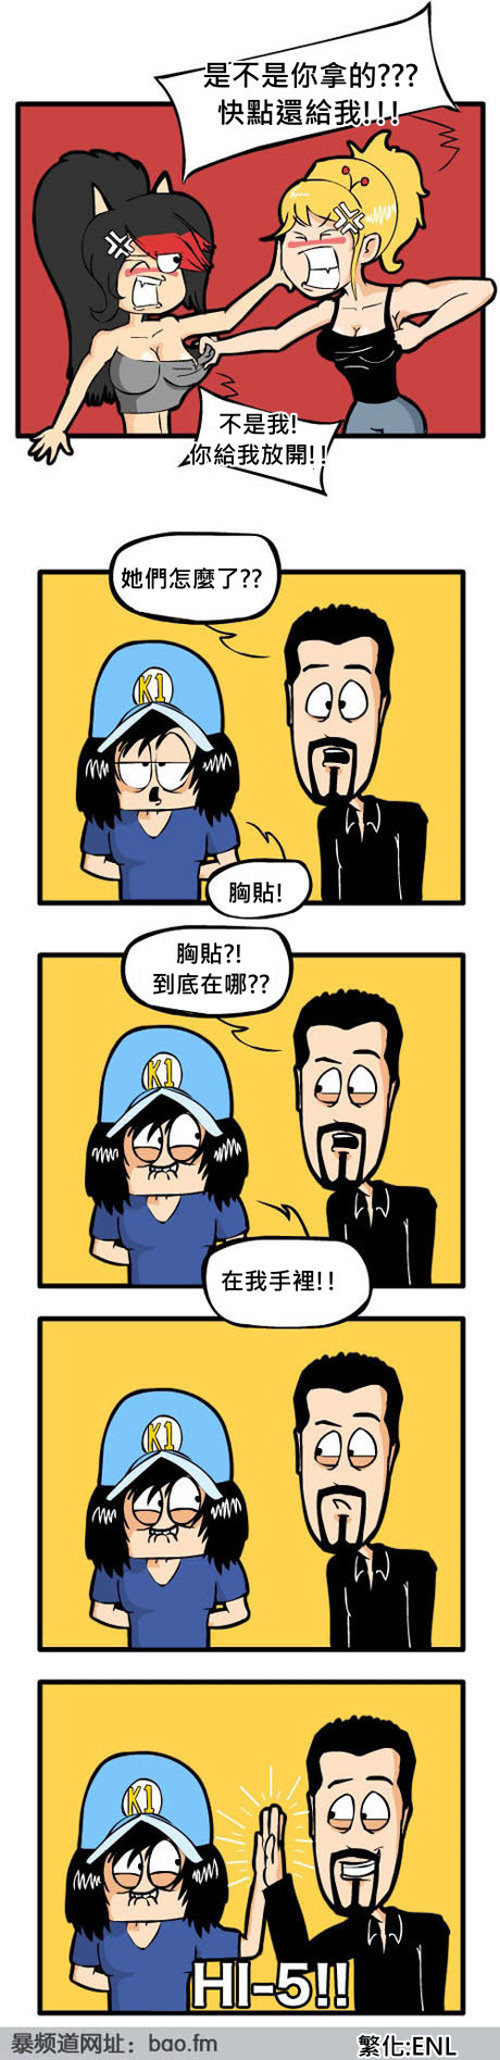 是不是你拿的???
快點還給我!!!
不是我!
你給我放開!!
她們怎麼了??
K1
胸貼!
胸貼?!
到底在哪??
K1
在我手裡!!
K1
K1
HI-5!!
暴频道网址：bao.fm
繁化:ENL